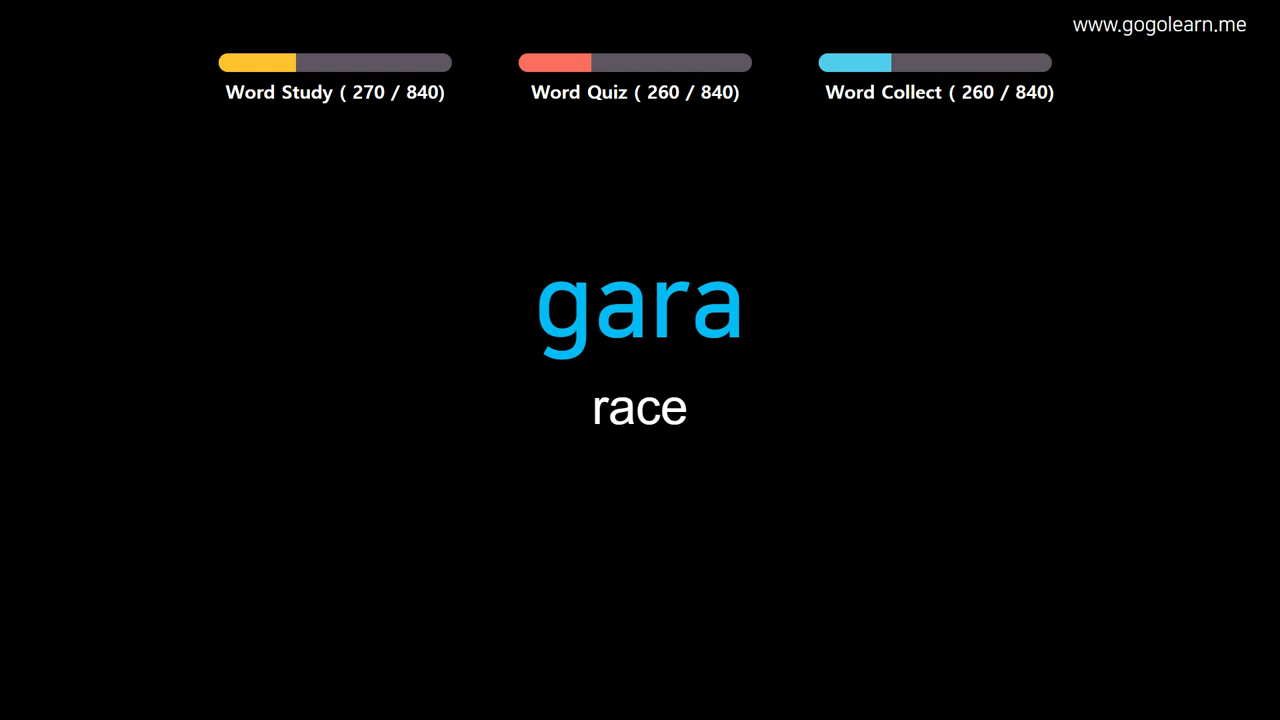 www.gogolearn.me
Word Study ( 270 / 840)
Word Quiz ( 260 / 840)
Word Collect ( 260 / 840)
gara
race